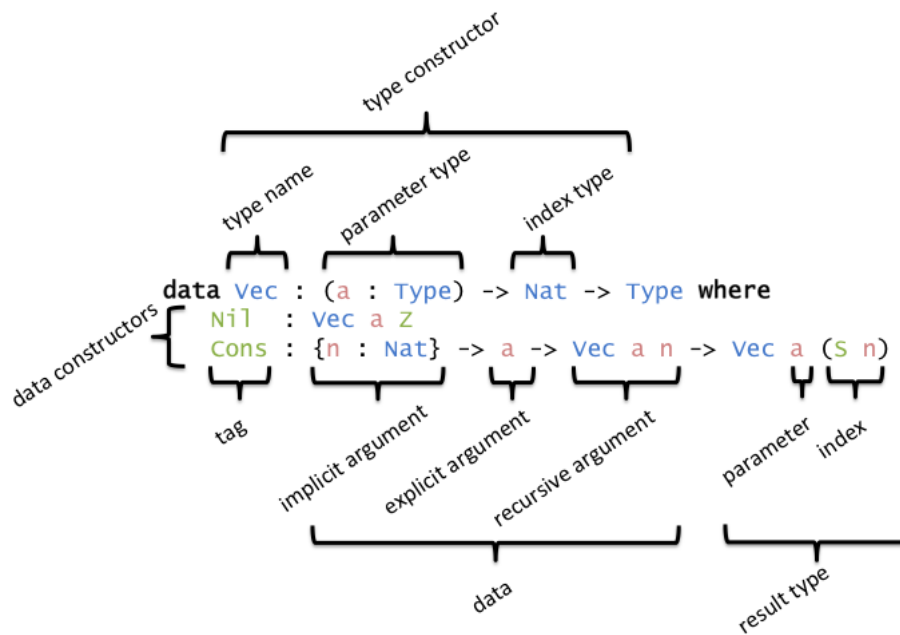 type constructor
type name
parameter type
index type
data Vec : (a : Type) -> Nat -> Type where
Nil : Vec a Z
Cons : {n : Nat} -> a -> Vec a n -> Vec a (S n)
data constructors
tag
implicit argument
explicit argument
recursive argument
parameter
index
data
result type